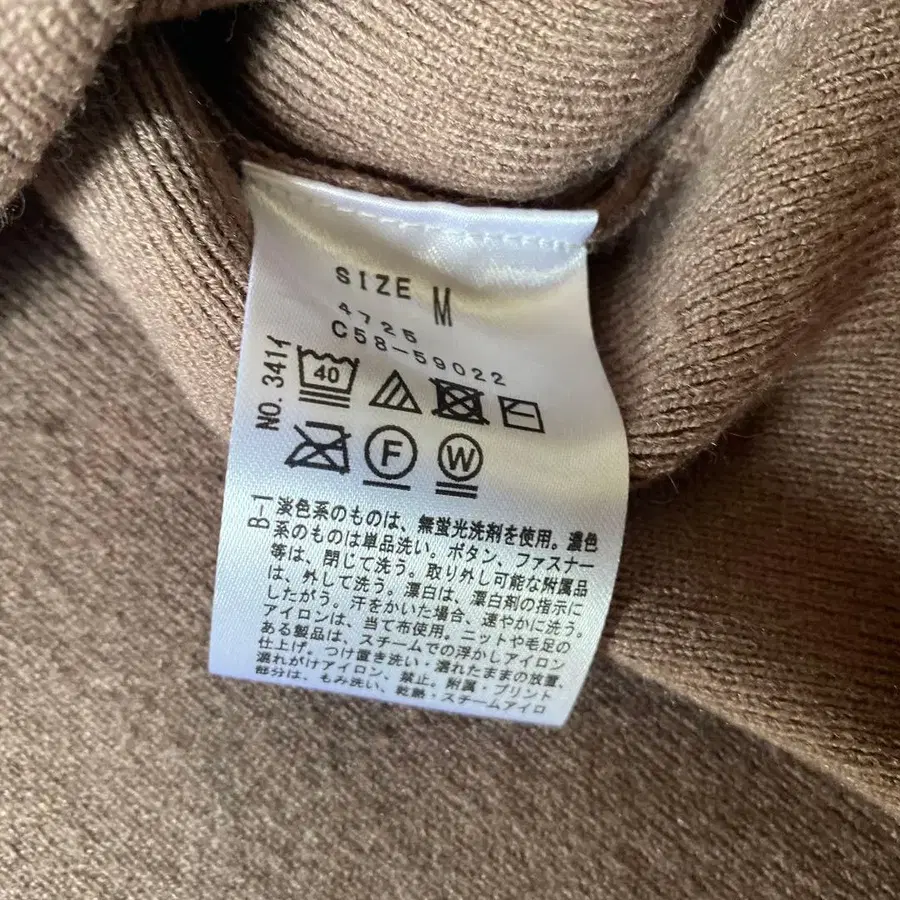 SIZE M
4725
C58-59022
NO. 341イ
40
F W
B-1
淡色系のものは、無蛍光洗剤を使用。濃色
系のものは単品洗い。ボタン、ファスナー
等は、閉じて洗う。取り外し可能な附属品
は、外して洗う。漂白は、漂白剤の指示に
したがう。汗をかいた場合、速やかに洗う。
アイロンは、当て布使用。ニットや毛足の
ある製品は、スチームでの浮かしアイロン
仕上げ。つけ置き洗い・濡れたままの放置、
濡れがけアイロン、禁止。附属・プリント
部分は、もみ洗い、乾熱・スチームアイロ